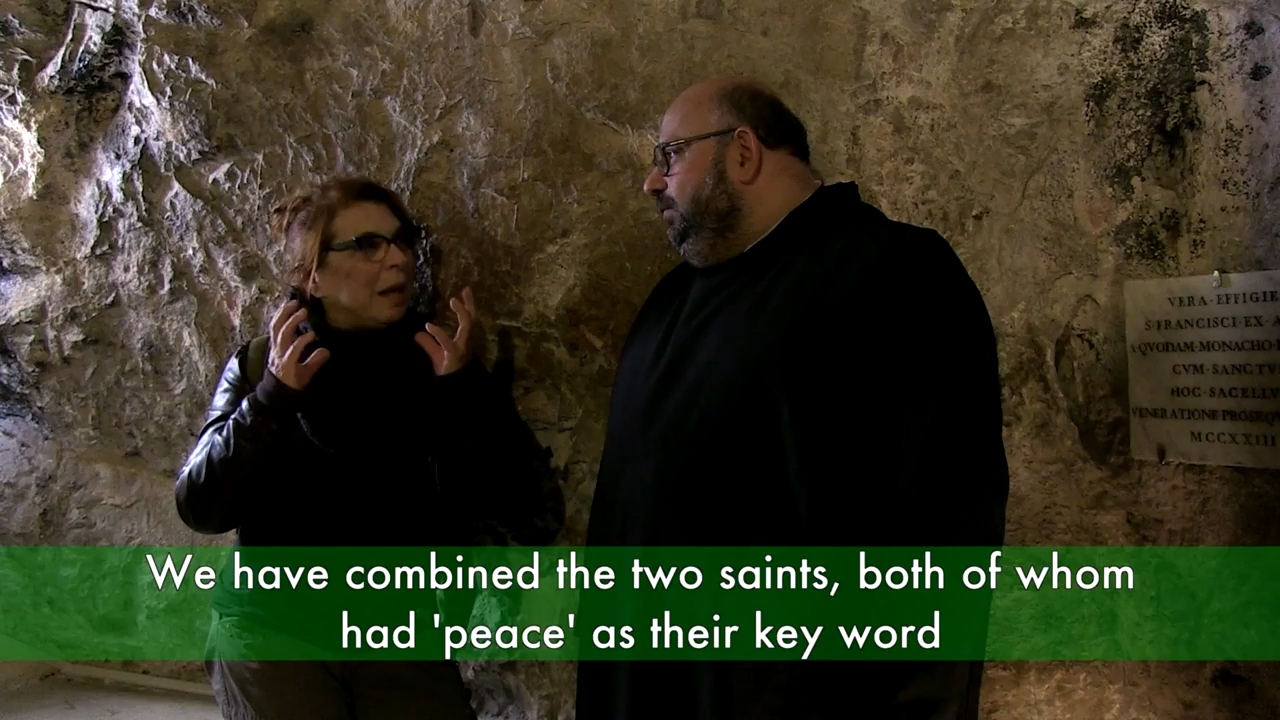 VERA·EFFIGIE
S·FRANCISCI·EX·A
QVODAM·MONACHO
CVM·SANCTV
HOC·SACELLV
VENERATIONE·PROSEQ
MCCXXIII
We have combined the two saints, both of whom
had 'peace' as their key word